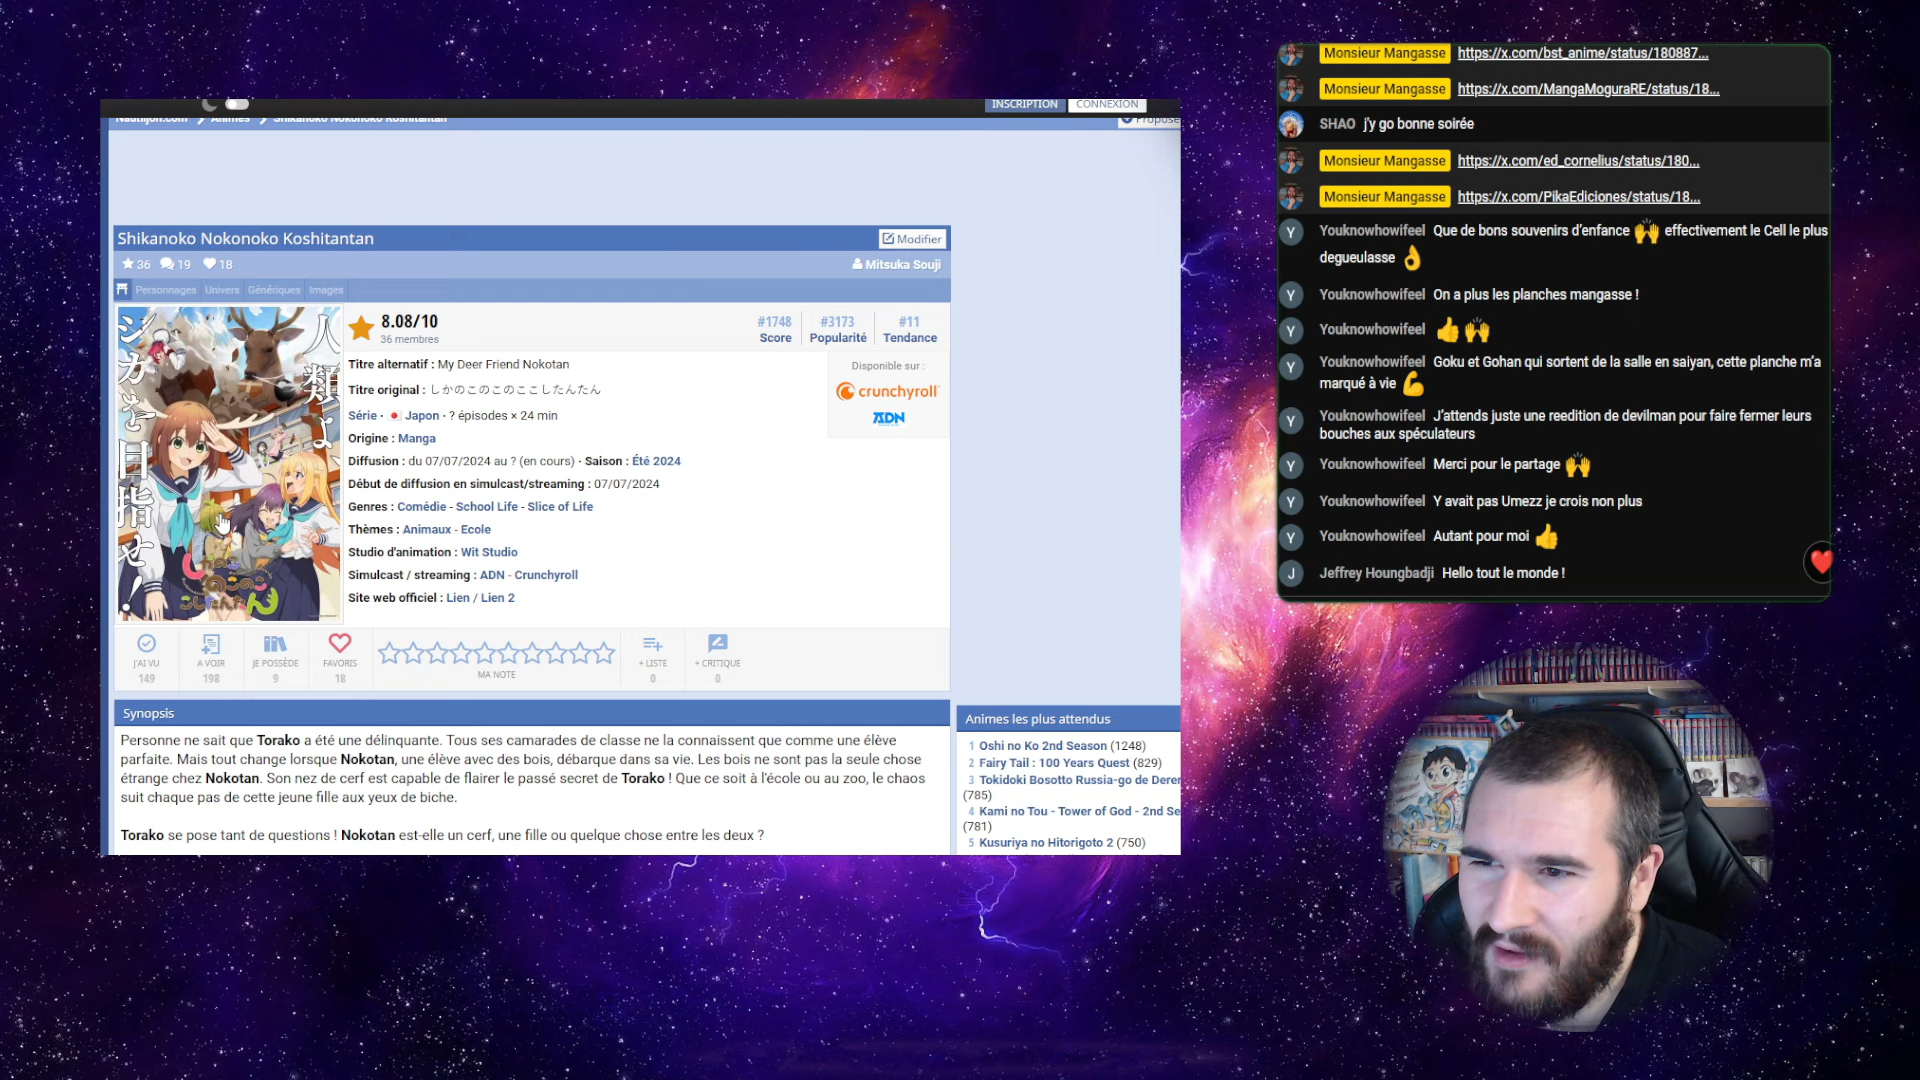 INSCRIPTION
CONNEXION
Nautiljon.com > Animes > Shikanoko Nokonoko Koshitantan
Propose
Shikanoko Nokonoko Koshitantan
Modifier
36 19 18
Mitsuka Souji
Personnages Univers Génériques Images
人類よ、
シカを目指せ!
8.08/10
36 membres
#1748
Score
#3173
Popularité
#11
Tendance
Titre alternatif : My Deer Friend Nokotan
Titre original : しかのこのこのここしたんたん
Série - Japon - ? épisodes × 24 min
Origine : Manga
Diffusion : du 07/07/2024 au ? (en cours) - Saison : Été 2024
Début de diffusion en simulcast/streaming : 07/07/2024
Genres : Comédie - School Life - Slice of Life
Thèmes : Animaux - Ecole
Studio d'animation : Wit Studio
Simulcast / streaming : ADN - Crunchyroll
Site web officiel : Lien / Lien 2
Disponible sur :
crunchyroll
ADN
J'AI VU
149
A VOIR
198
JE POSSÈDE
9
FAVORIS
18
MA NOTE
+ LISTE
0
+ CRITIQUE
0
Synopsis
Personne ne sait que Torako a été une délinquante. Tous ses camarades de classe ne la connaissent que comme une élève
parfaite. Mais tout change lorsque Nokotan, une élève avec des bois, débarque dans sa vie. Les bois ne sont pas la seule chose
étrange chez Nokotan. Son nez de cerf est capable de flairer le passé secret de Torako ! Que ce soit à l'école ou au zoo, le chaos
suit chaque pas de cette jeune fille aux yeux de biche.
Torako se pose tant de questions ! Nokotan est-elle un cerf, une fille ou quelque chose entre les deux ?
Animes les plus attendus
1 Oshi no Ko 2nd Season (1248)
2 Fairy Tail : 100 Years Quest (829)
3 Tokidoki Bosotto Russia-go de Derer
(785)
4 Kami no Tou - Tower of God - 2nd Se
(781)
5 Kusuriya no Hitorigoto 2 (750)
Monsieur Mangasse https://x.com/bst_anime/status/180887...
Monsieur Mangasse https://x.com/MangaMoguraRE/status/18...
SHAO j'y go bonne soirée
Monsieur Mangasse https://x.com/ed_cornelius/status/180...
Monsieur Mangasse https://x.com/PikaEdiciones/status/18...
Y Youknowhowifeel Que de bons souvenirs d'enfance 🙌 effectivement le Cell le plus
degueulasse 👌
Y Youknowhowifeel On a plus les planches mangasse !
Y Youknowhowifeel 👍🙌
Y Youknowhowifeel Goku et Gohan qui sortent de la salle en saiyan, cette planche m'a
marqué à vie 💪
Y Youknowhowifeel J'attends juste une reedition de devilman pour faire fermer leurs
bouches aux spéculateurs
Y Youknowhowifeel Merci pour le partage 🙌
Y Youknowhowifeel Y avait pas Umezz je crois non plus
Y Youknowhowifeel Autant pour moi 👍
J Jeffrey Houngbadji Hello tout le monde !